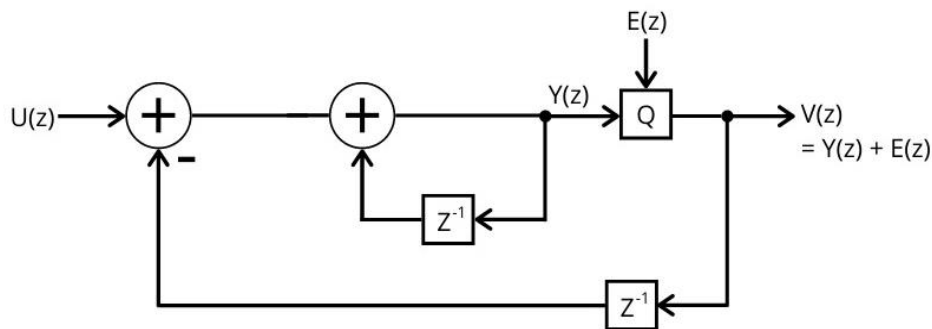 E(z)
U(z)
+
+
Y(z)
Q
V(z)
= Y(z) + E(z)
-
Z⁻¹
Z⁻¹